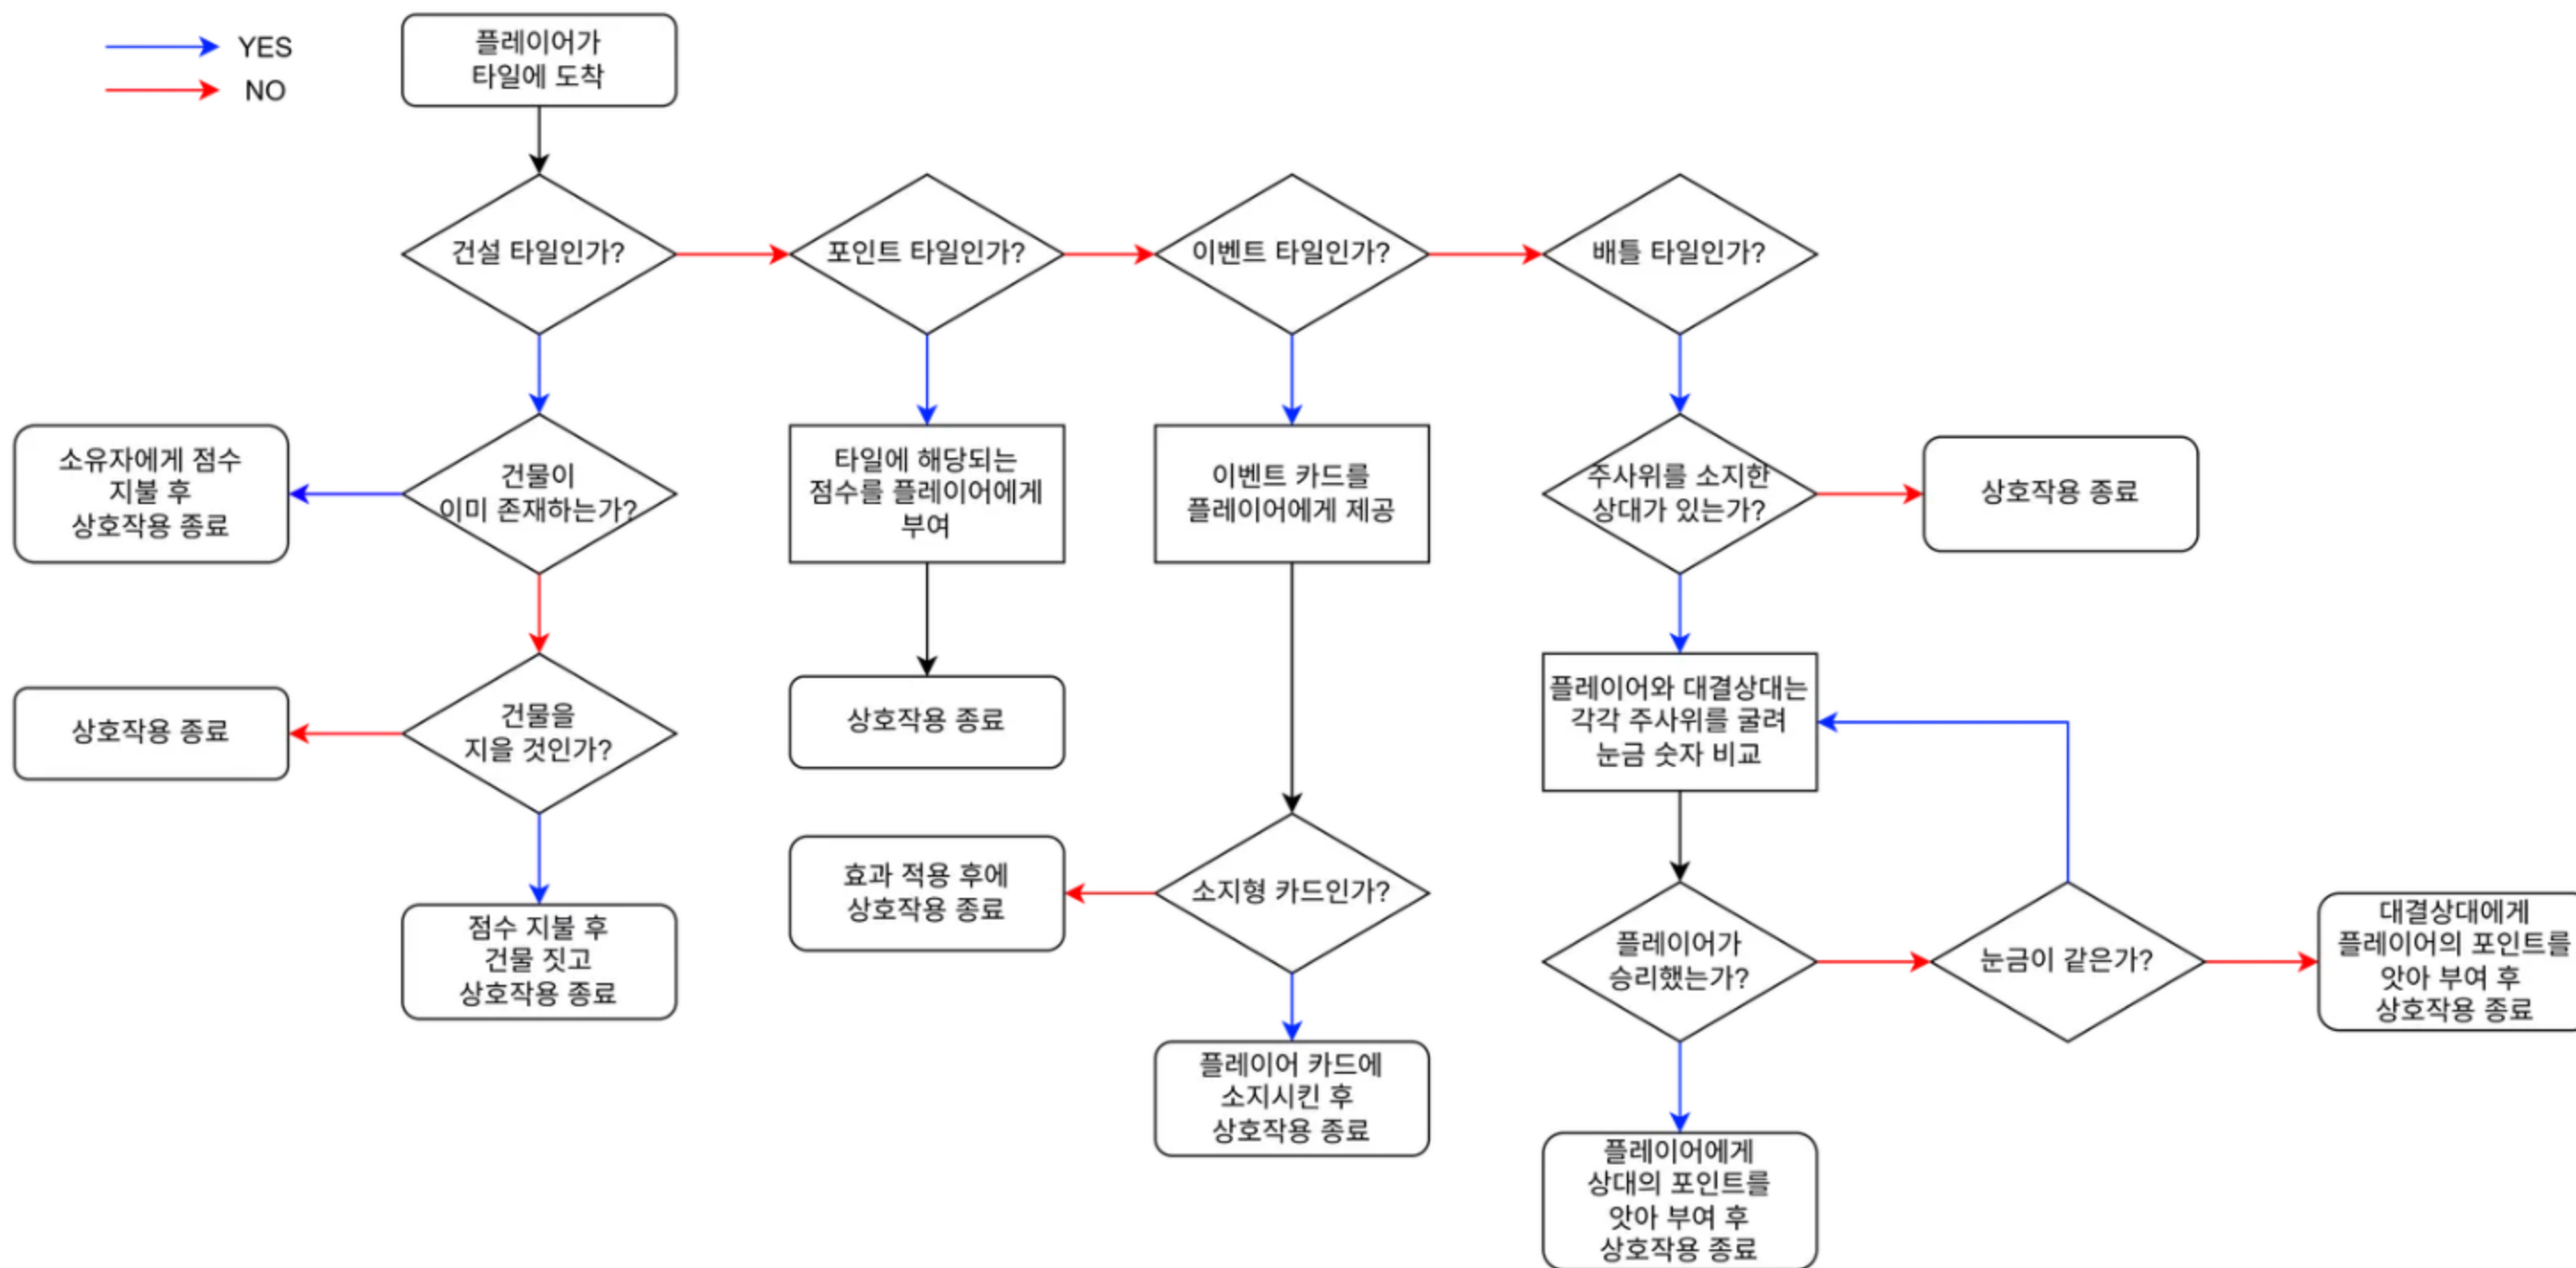 YES
NO
플레이어가
타일에 도착
건설 타일인가?
포인트 타일인가?
이벤트 타일인가?
배틀 타일인가?
소유자에게 점수
지불 후
상호작용 종료
건물이
이미 존재하는가?
타일에 해당되는
점수를 플레이어에게
부여
이벤트 카드를
플레이어에게 제공
주사위를 소지한
상대가 있는가?
상호작용 종료
상호작용 종료
건물을
지을 것인가?
상호작용 종료
플레이어와 대결상대는
각각 주사위를 굴려
눈금 숫자 비교
효과 적용 후에
상호작용 종료
소지형 카드인가?
점수 지불 후
건물 짓고
상호작용 종료
플레이어가
승리했는가?
눈금이 같은가?
대결상대에게
플레이어의 포인트를
앗아 부여 후
상호작용 종료
플레이어 카드에
소지시킨 후
상호작용 종료
플레이어에게
상대의 포인트를
앗아 부여 후
상호작용 종료